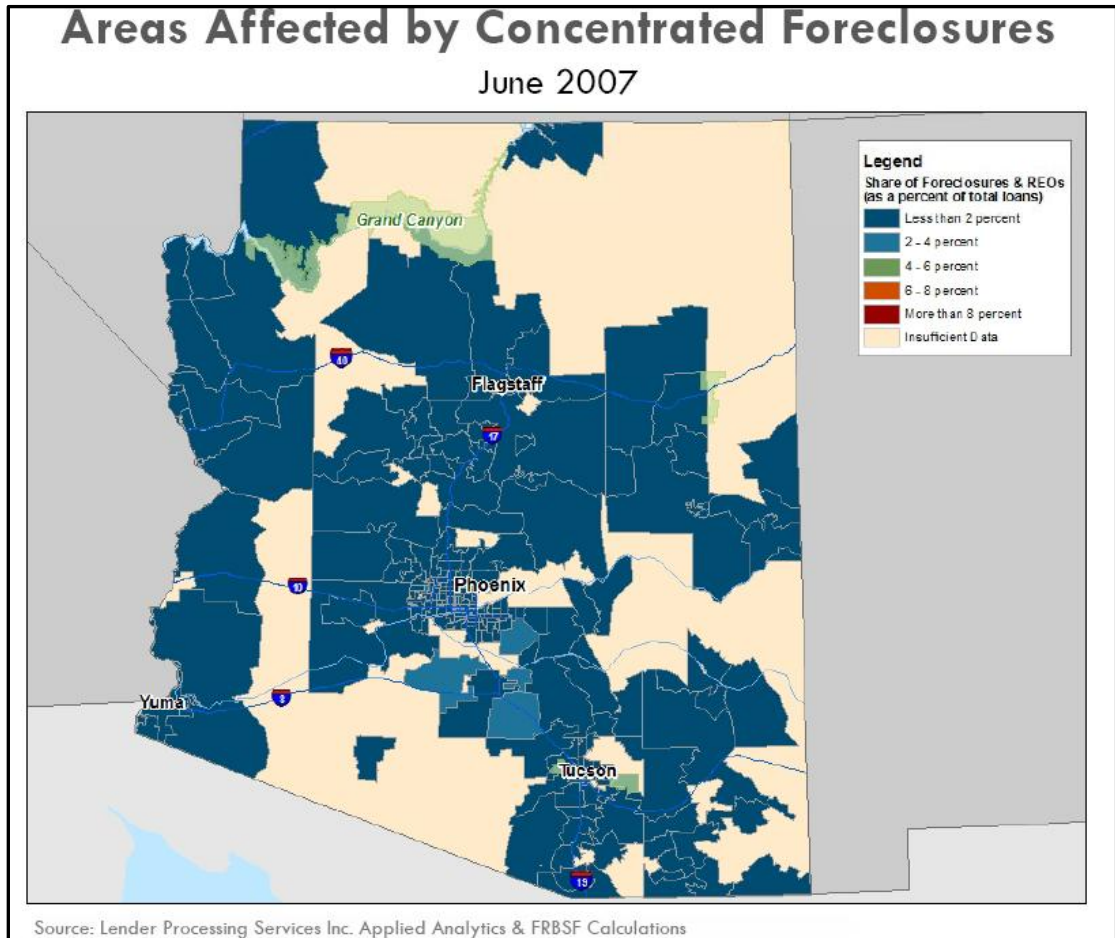 Areas Affected by Concentrated Foreclosures
June 2007
Legend
Share of Foreclosures & REOs
(as a percent of total loans)
Less than 2 percent
2 - 4 percent
4 - 6 percent
6 - 8 percent
More than 8 percent
Insufficient Data
Grand Canyon
40
Flagstaff
17
10
Phoenix
Yuma
8
Tucson
19
Source: Lender Processing Services Inc. Applied Analytics & FRBSF Calculations